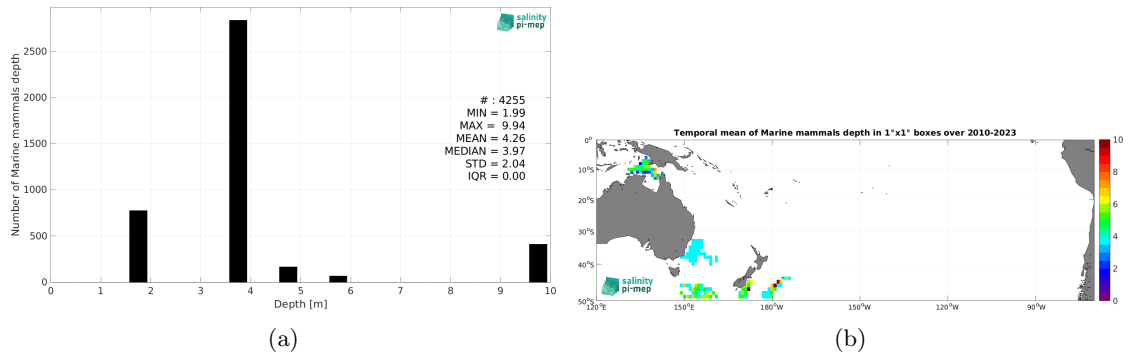 salinity
pi-mep
Number of Marine mammals depth
2500
2000
1500
1000
500
0
# : 4255
MIN = 1.99
MAX = 9.94
MEAN = 4.26
MEDIAN = 3.97
STD = 2.04
IQR = 0.00
0 1 2 3 4 5 6 7 8 9 10
Depth [m]
(a)
Temporal mean of Marine mammals depth in 1°x1° boxes over 2010-2023
0°
10°S
20°S
30°S
40°S
50°S
120°E 150°E 180°W 150°W 120°W 90°W
10
8
6
4
2
0
salinity
pi-mep
(b)